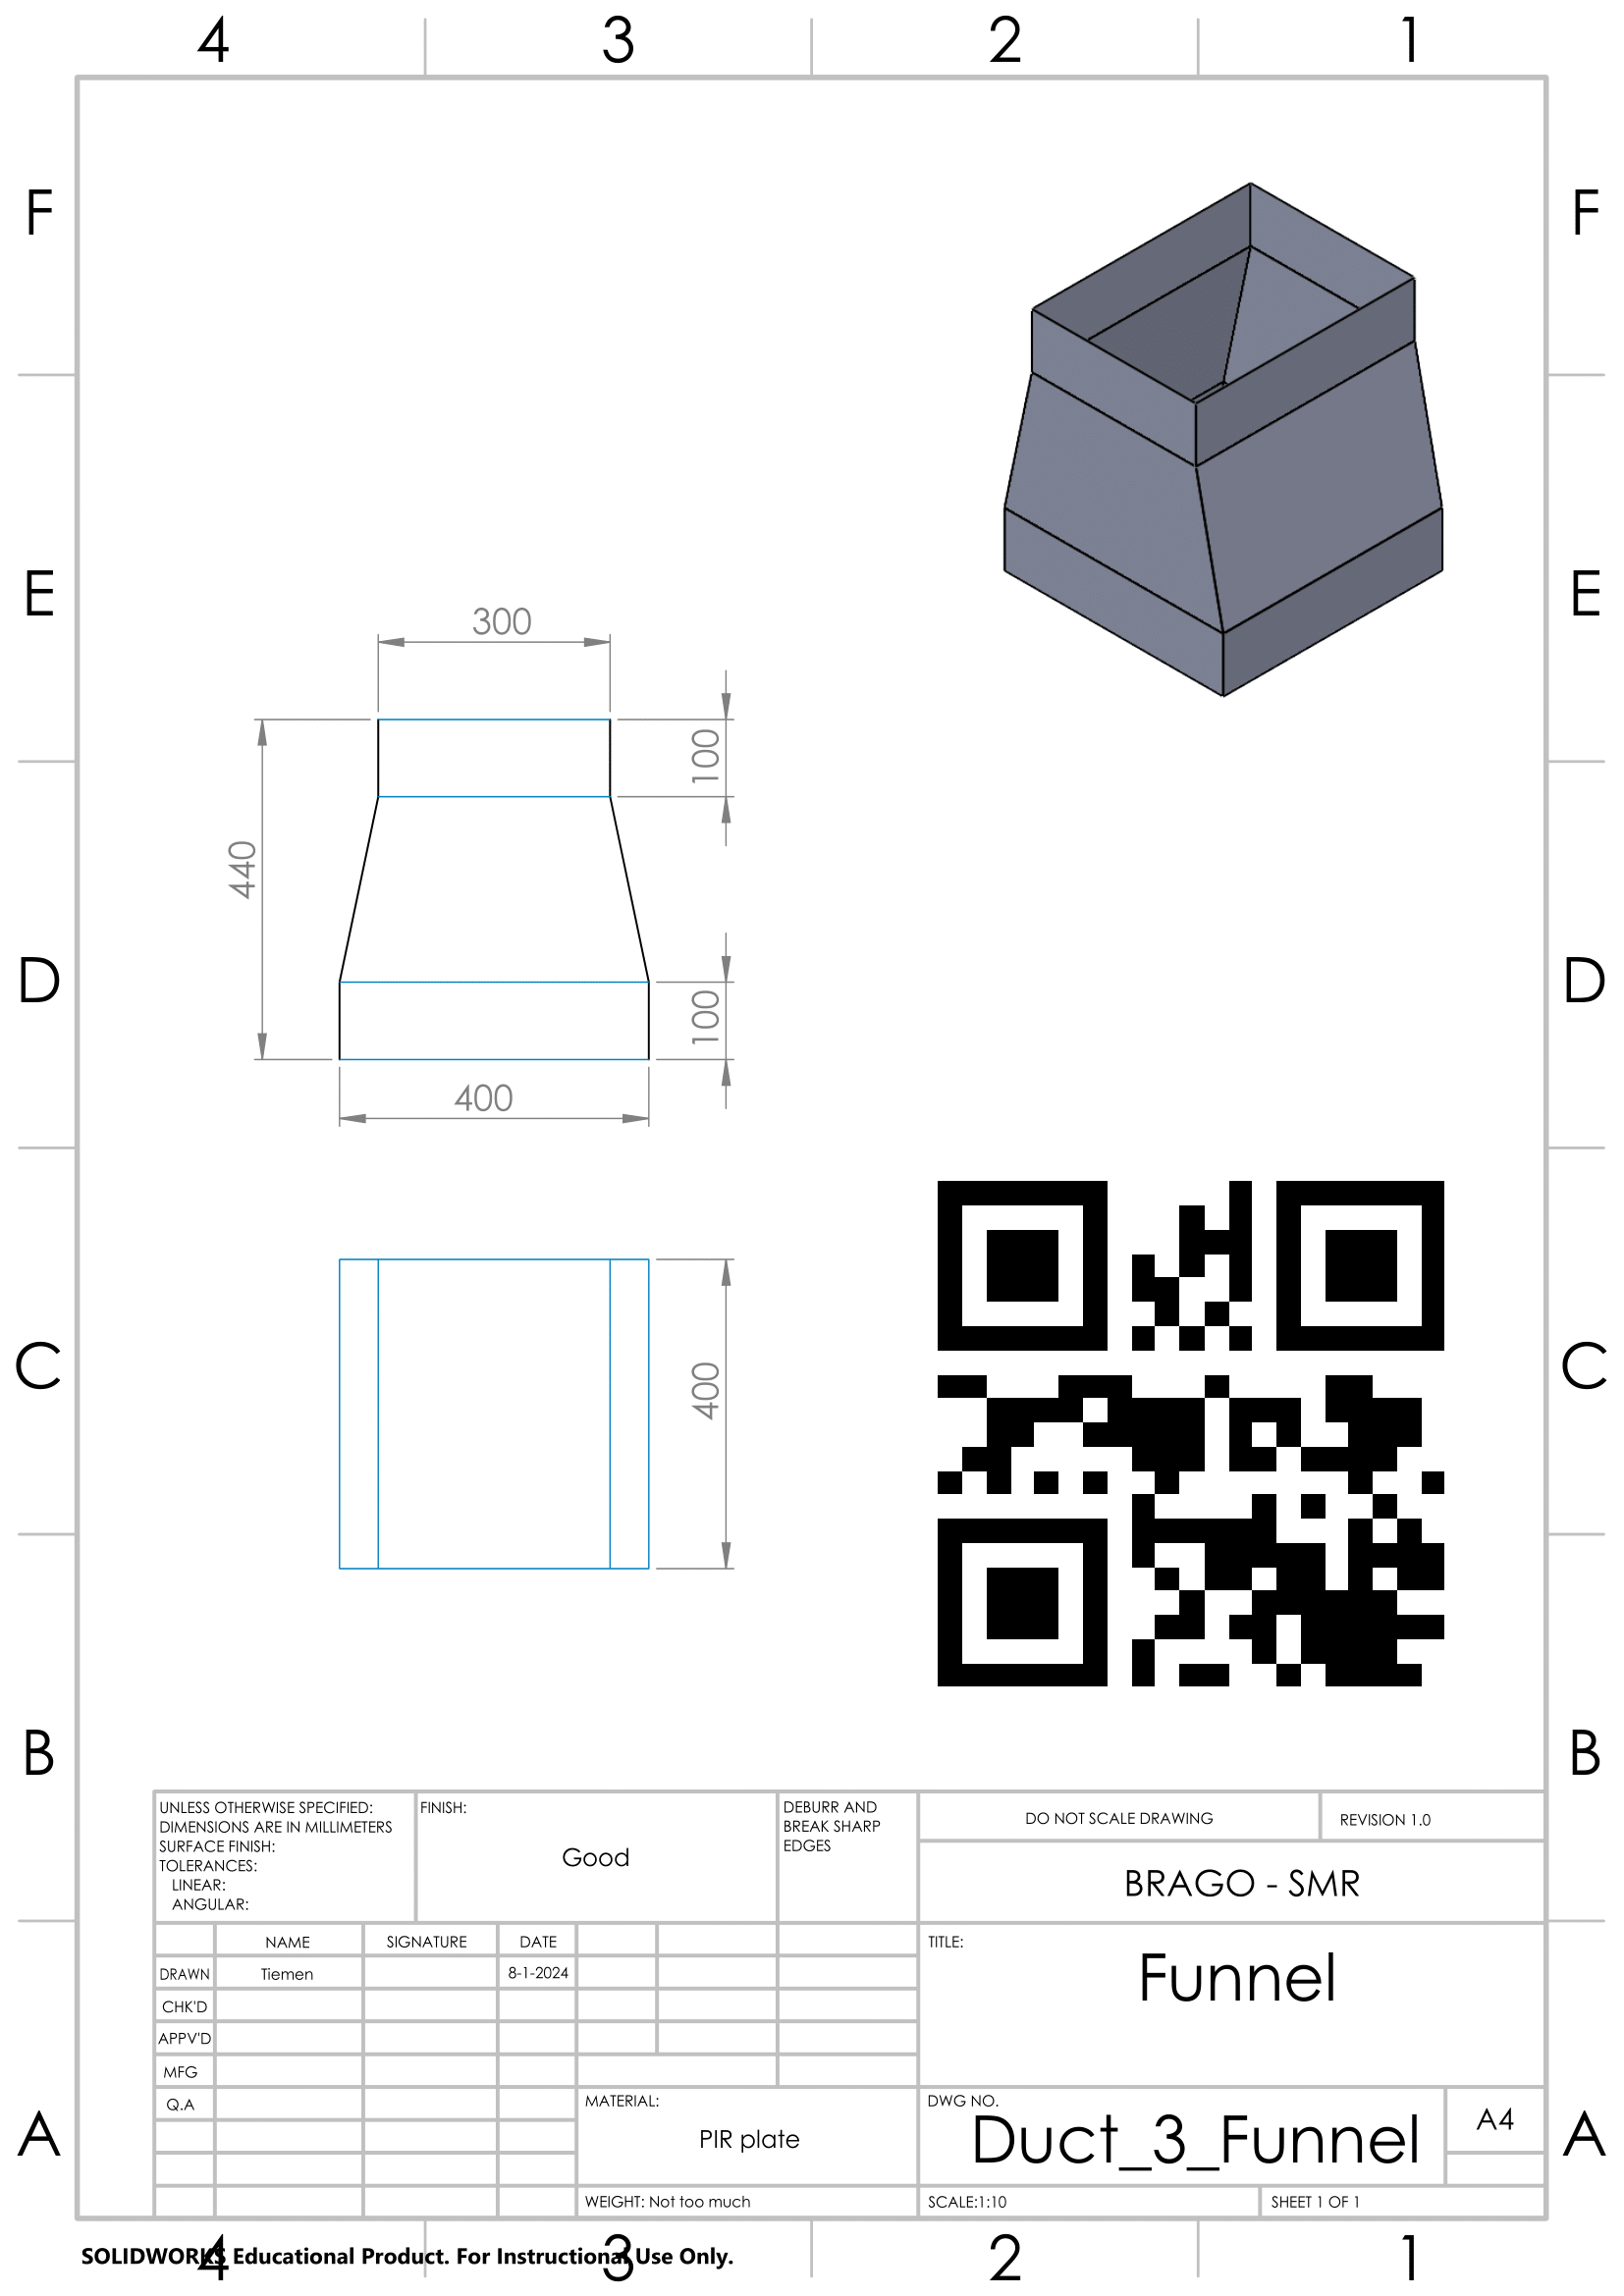 4 3 2 1
F F
E E
300
100
440
D D
100
400
C C
400
B B
UNLESS OTHERWISE SPECIFIED:
DIMENSIONS ARE IN MILLIMETERS
SURFACE FINISH:
TOLERANCES:
LINEAR:
ANGULAR:
FINISH:
Good
DEBURR AND
BREAK SHARP
EDGES
DO NOT SCALE DRAWING
REVISION 1.0
BRAGO - SMR
NAME SIGNATURE DATE
DRAWN Tiemen 8-1-2024
CHK'D
APPV'D
MFG
Q.A
TITLE:
Funnel
MATERIAL:
PIR plate
DWG NO.
Duct_3_Funnel
A4
A A
WEIGHT: Not too much
SCALE:1:10
SHEET 1 OF 1
4 3 2 1
SOLIDWORKS Educational Product. For Instructional Use Only.